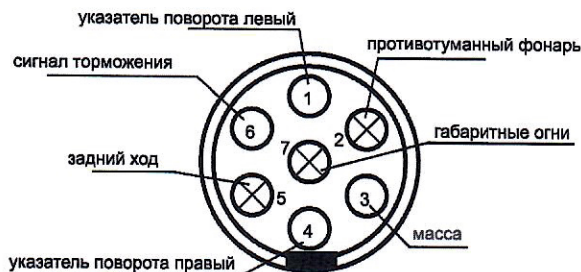 указатель поворота левый
противотуманный фонарь
сигнал торможения
1
6
2
7
габаритные огни
задний ход
5
3
4
масса
указатель поворота правый